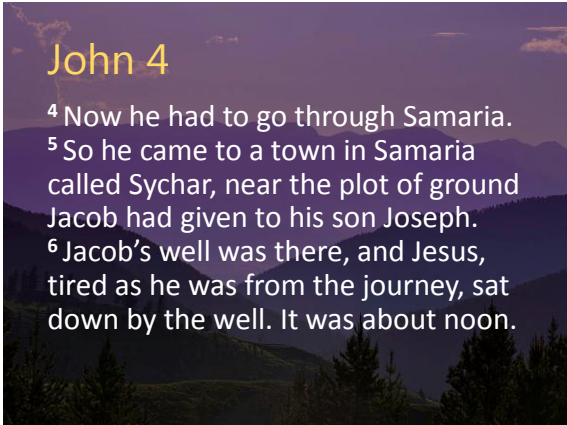 John 4
4 Now he had to go through Samaria.
5 So he came to a town in Samaria
called Sychar, near the plot of ground
Jacob had given to his son Joseph.
6 Jacob’s well was there, and Jesus,
tired as he was from the journey, sat
down by the well. It was about noon.